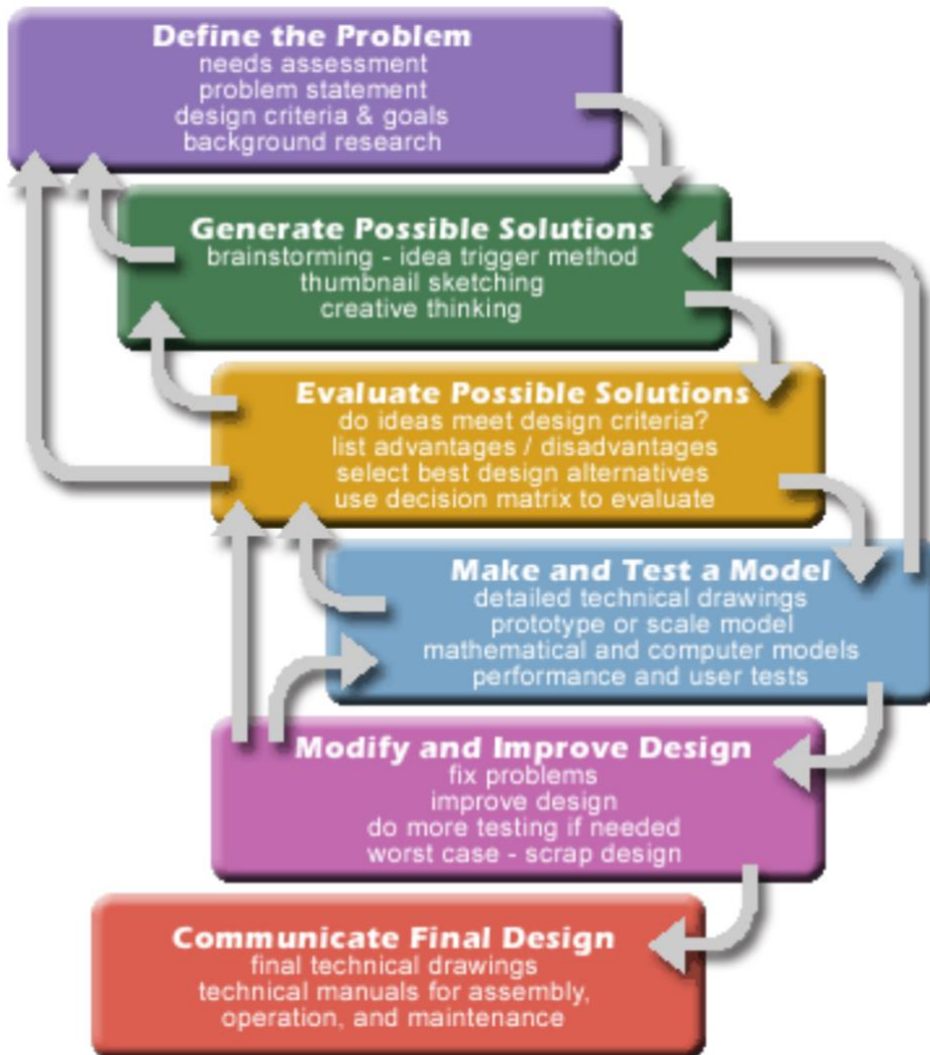 Define the Problem
needs assessment
problem statement
design criteria & goals
background research
Generate Possible Solutions
brainstorming - idea trigger method
thumbnail sketching
creative thinking
Evaluate Possible Solutions
do ideas meet design criteria?
list advantages / disadvantages
select best design alternatives
use decision matrix to evaluate
Make and Test a Model
detailed technical drawings
prototype or scale model
mathematical and computer models
performance and user tests
Modify and Improve Design
fix problems
improve design
do more testing if needed
worst case - scrap design
Communicate Final Design
final technical drawings
technical manuals for assembly,
operation, and maintenance